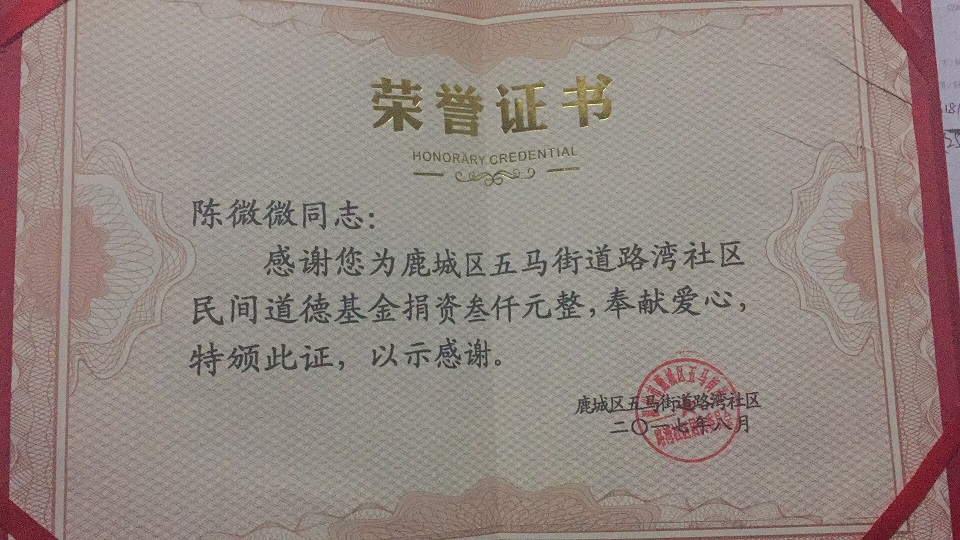 荣誉证书
HONORARY CREDENTIAL
陈微微同志：
感谢您为鹿城区五马街道路湾社区
民间道德基金捐资叁仟元整，奉献爱心，
特颁此证，以示感谢。
鹿城区五马街道路湾社区
二〇一七年八月